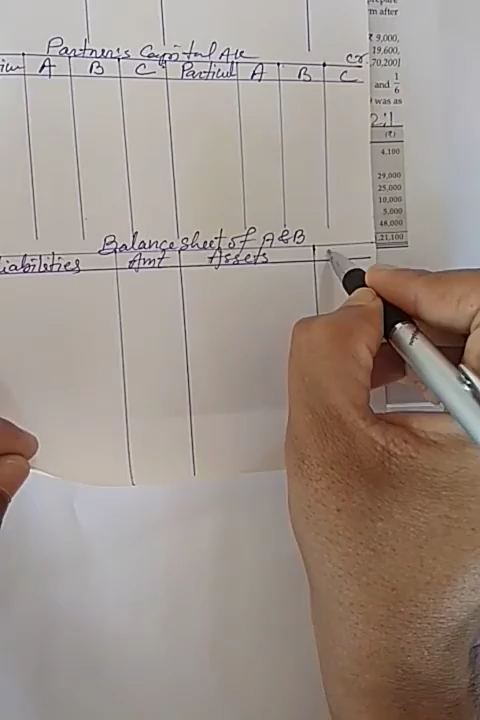 m after
₹ 9,000,
19,600,
70,200]
and 1/6
was as
2:1
(₹)
4,100
29,000
25,000
10,000
5,000
48,000
21,100
Partner's Capital A/c Cr.
A B C Particul A B C
Balance sheet of A & B
Liabilities Amt Assets